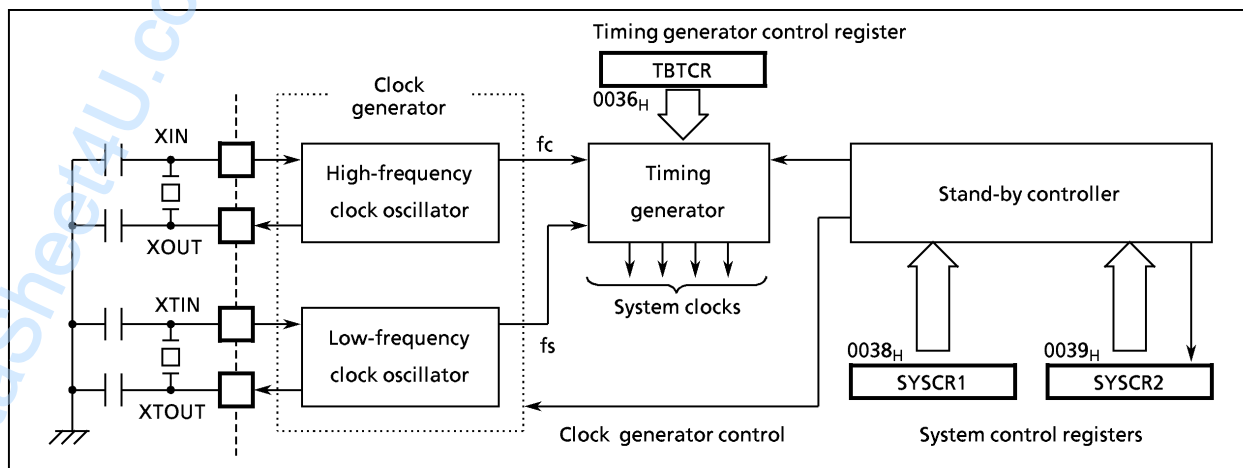 Timing generator control register
TBTCR
0036H
Clock
generator
XIN
High-frequency
clock oscillator
fc
Timing
generator
Stand-by controller
XOUT
System clocks
XTIN
Low-frequency
clock oscillator
fs
XTOUT
0038H
SYSCR1
0039H
SYSCR2
Clock generator control
System control registers
aSheet4U.co